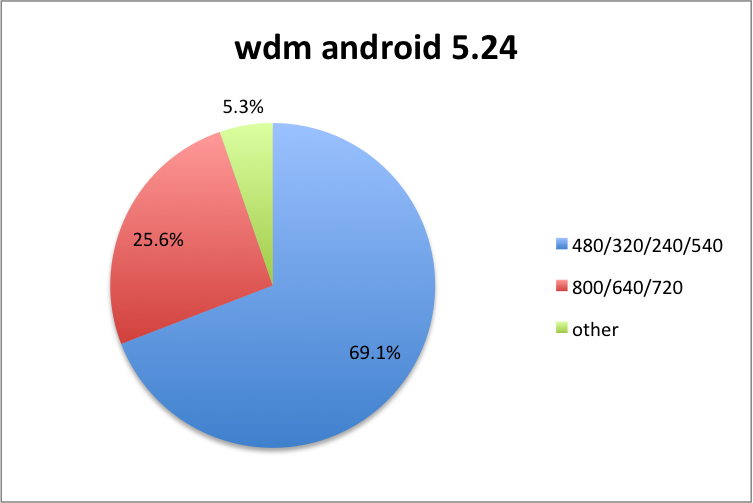 wdm android 5.24
5.3%
25.6%
69.1%
480/320/240/540
800/640/720
other